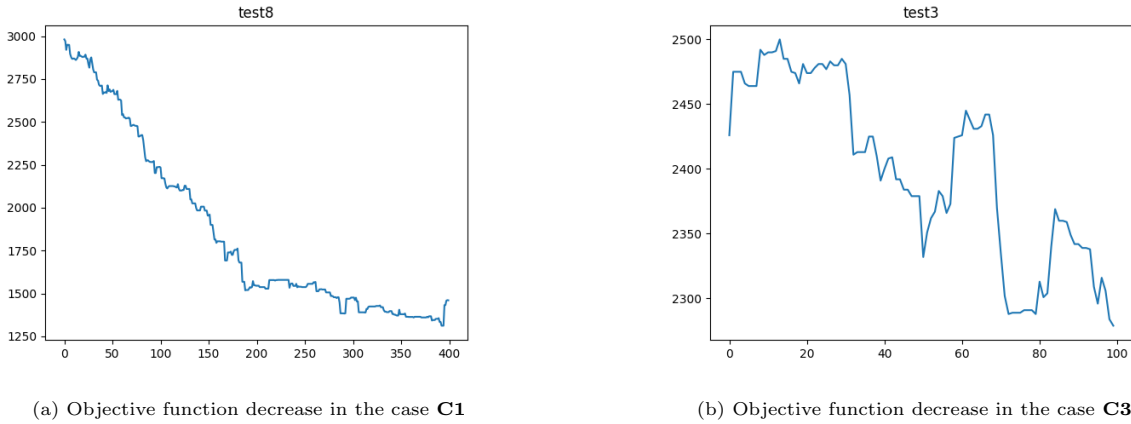 test8
3000
2750
2500
2250
2000
1750
1500
1250
0 50 100 150 200 250 300 350 400
(a) Objective function decrease in the case C1
test3
2500
2450
2400
2350
2300
0 20 40 60 80 100
(b) Objective function decrease in the case C3